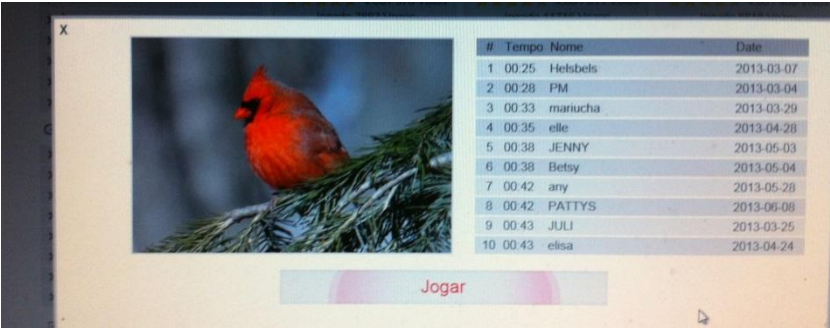 X
# Tempo Nome Date
1 00:25 Helsbels 2013-03-07
2 00:28 PM 2013-03-04
3 00:33 mariucha 2013-03-29
4 00:35 elle 2013-04-28
5 00:38 JENNY 2013-05-03
6 00:38 Betsy 2013-05-04
7 00:42 any 2013-05-28
8 00:42 PATTYS 2013-06-08
9 00:43 JULI 2013-03-25
10 00:43 elisa 2013-04-24
Jogar